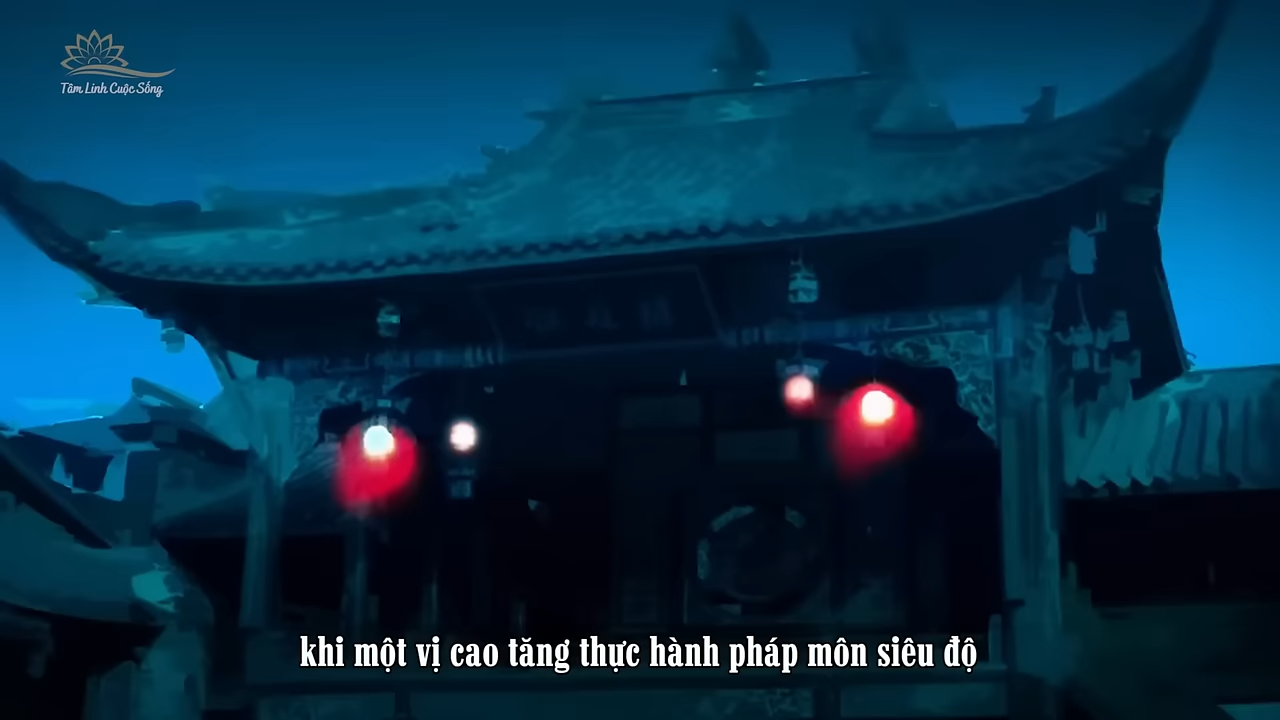 Tâm Linh Cuộc Sống
khi một vị cao tăng thực hành pháp môn siêu độ